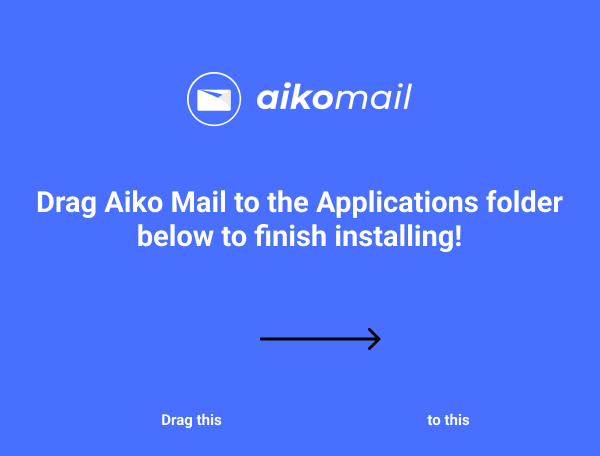 aikomail
Drag Aiko Mail to the Applications folder
below to finish installing!
Drag this
to this